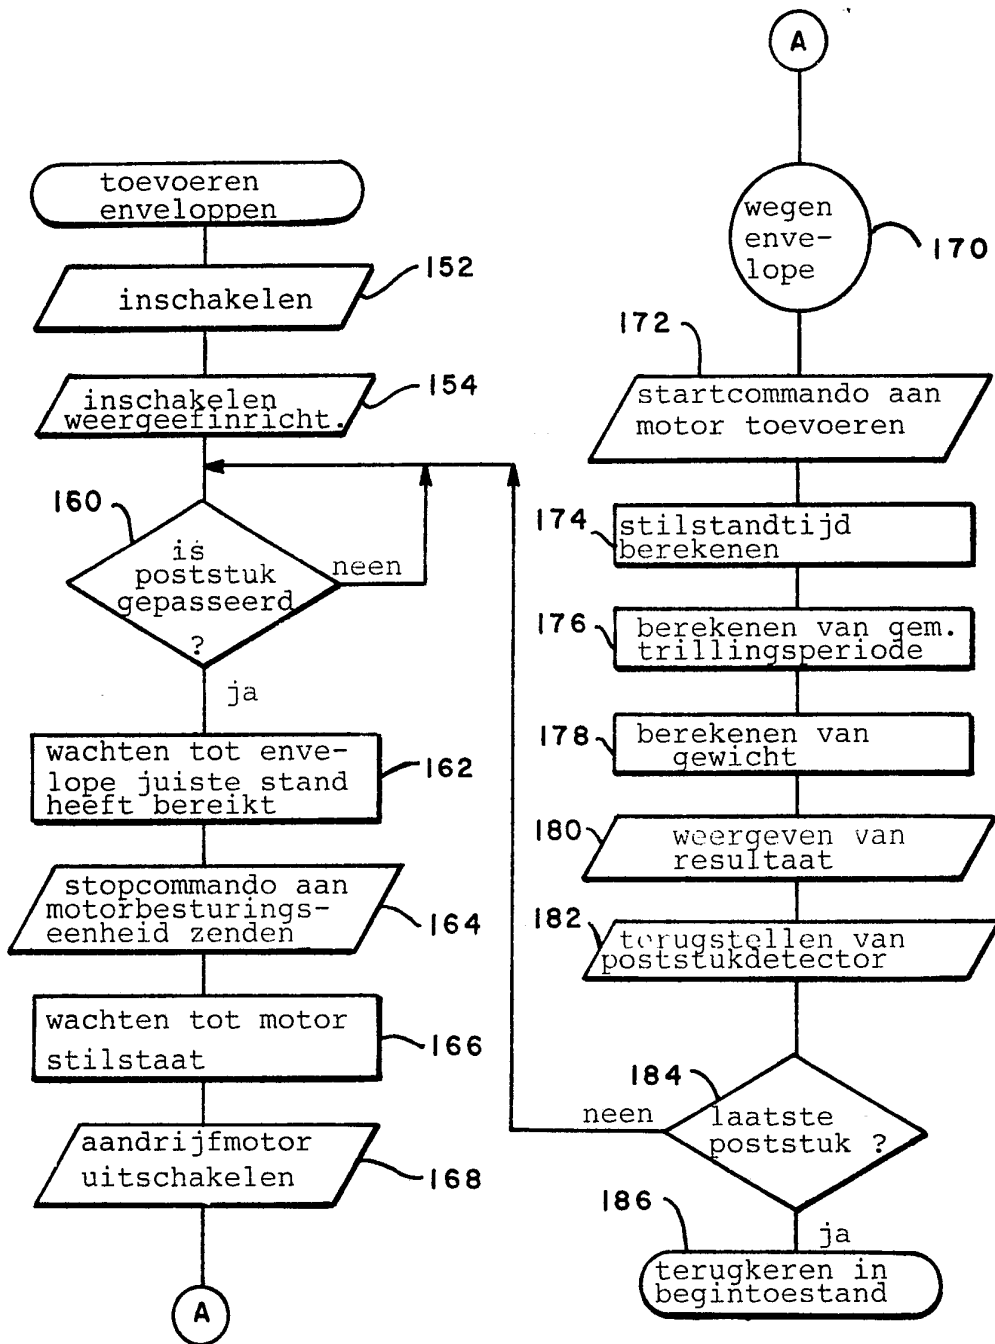 toevoeren
enveloppen
inschakelen
152
inschakelen
weergeefinricht.
154
160
is
poststuk
gepasseerd
?
neen
ja
wachten tot enve-
lope juiste stand
heeft bereikt
162
stopcommando aan
motorbesturings-
eenheid zenden
164
wachten tot motor
stilstaat
166
aandrijfmotor
uitschakelen
168
A
A
wegen
enve-
lope
170
172
startcommando aan
motor toevoeren
174
stilstandtijd
berekenen
176
berekenen van gem.
trillingsperiode
178
berekenen van
gewicht
180
weergeven van
resultaat
182
terugstellen van
poststukdetector
184
neen
laatste
poststuk ?
ja
186
terugkeren in
begintoestand